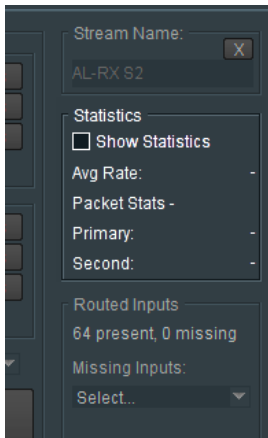 Stream Name:
X
AL-RX S2
Statistics
Show Statistics
Avg Rate: -
Packet Stats -
Primary: -
Second: -
Routed Inputs
64 present, 0 missing
Missing Inputs:
Select...